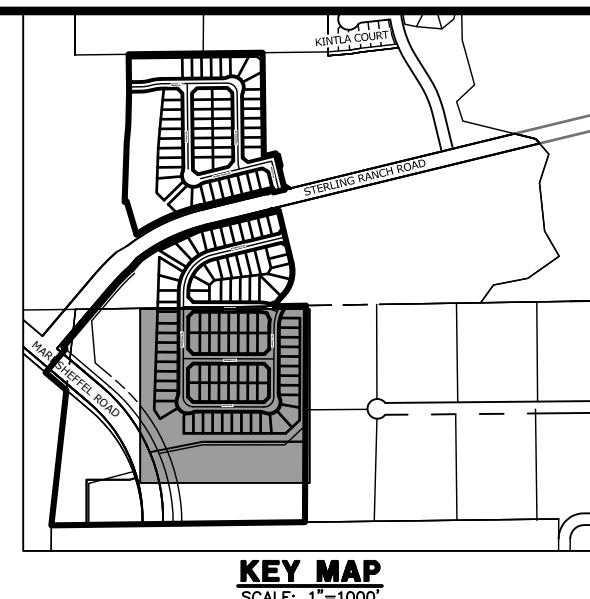 KINTLA COURT
STERLING RANCH ROAD
SHEFFEL ROAD
KEY MAP
SCALE: 1"=1000'